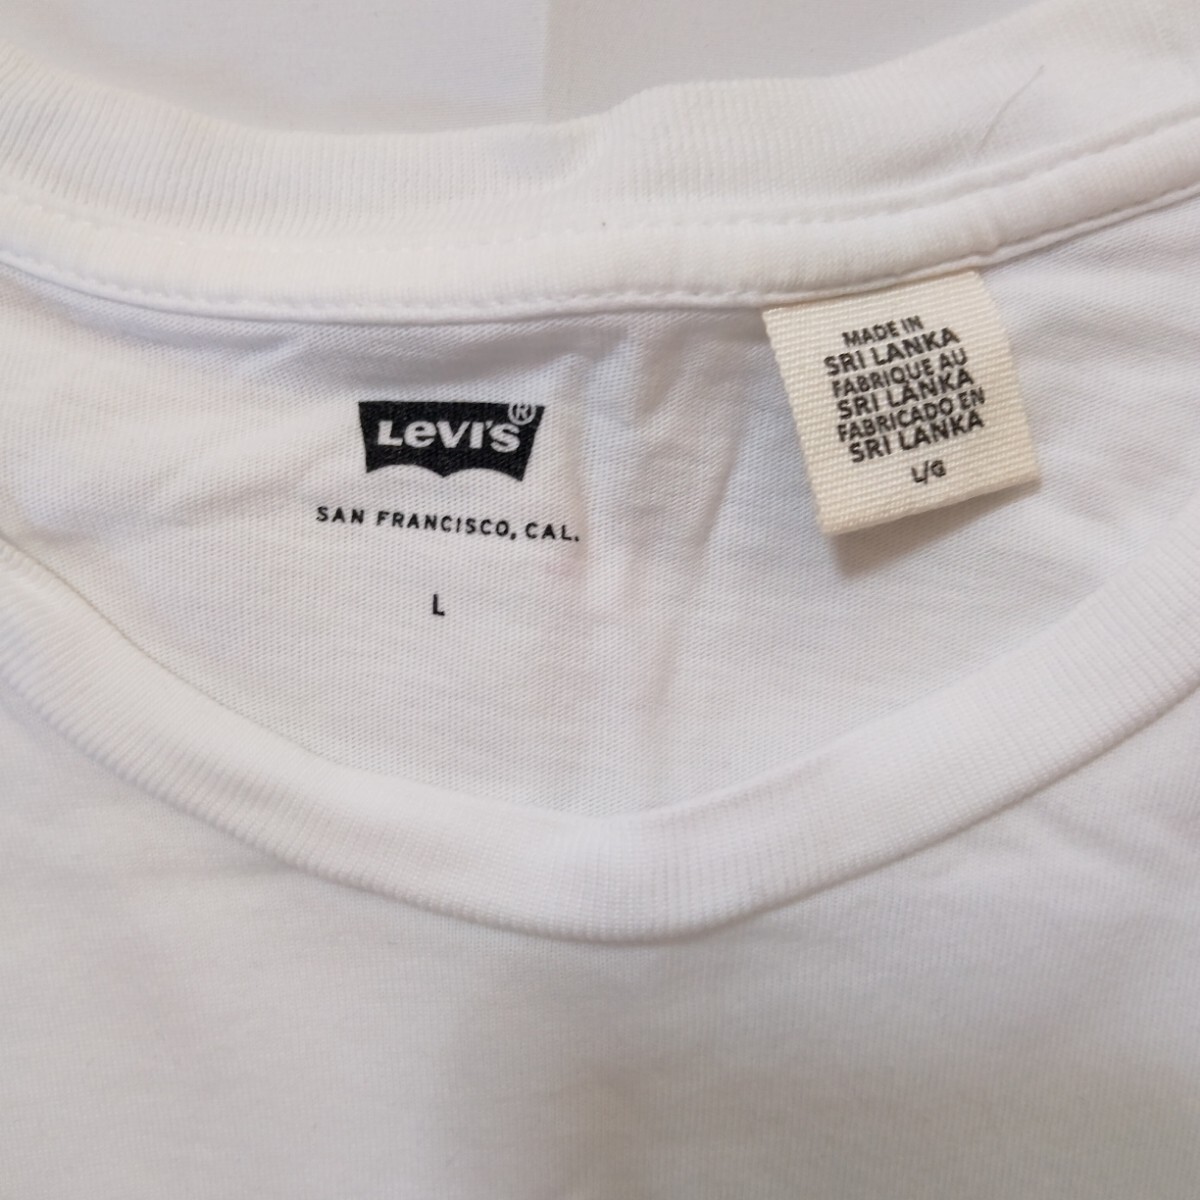 Levi's®
SAN FRANCISCO, CAL.
L
MADE IN
SRI LANKA
FABRIQUE AU
SRI LANKA
FABRICADO EN
SRI LANKA
L/G